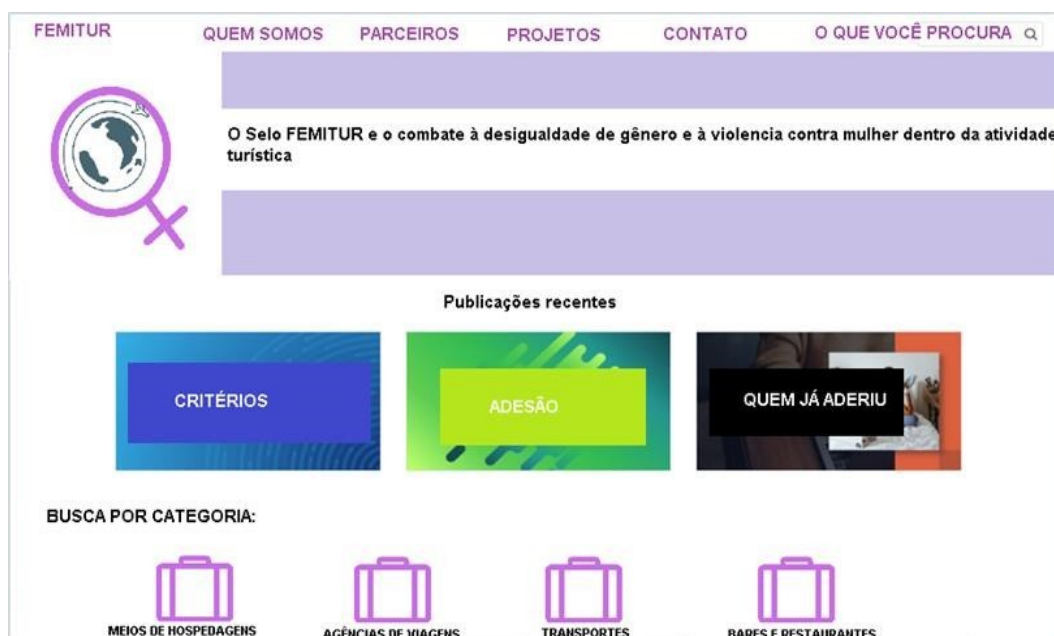 FEMITUR
QUEM SOMOS
PARCEIROS
PROJETOS
CONTATO
O QUE VOCÊ PROCURA
O Selo FEMITUR e o combate à desigualdade de gênero e à violencia contra mulher dentro da atividade
turística
Publicações recentes
CRITÉRIOS
ADESÃO
QUEM JÁ ADERIU
BUSCA POR CATEGORIA:
MEIOS DE HOSPEDAGENS
AGÊNCIAS DE VIAGENS
TRANSPORTES
BARES E RESTAURANTES